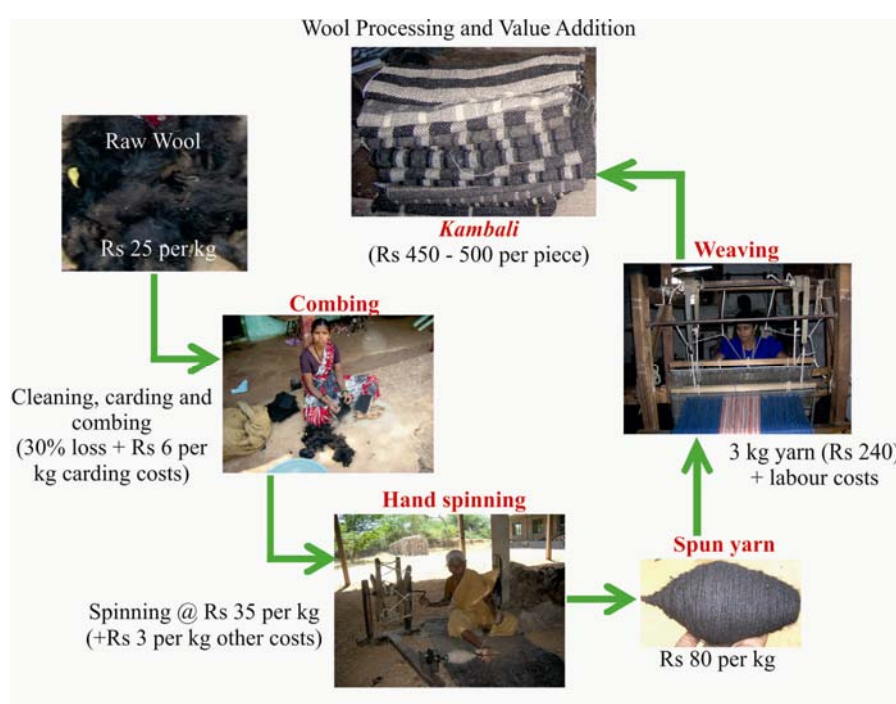 Wool Processing and Value Addition
Raw Wool
Rs 25 per kg
Combing
Cleaning, carding and
combing
(30% loss + Rs 6 per
kg carding costs)
Hand spinning
Spinning @ Rs 35 per kg
(+Rs 3 per kg other costs)
Spun yarn
Rs 80 per kg
Weaving
3 kg yarn (Rs 240)
+ labour costs
Kambali
(Rs 450 - 500 per piece)